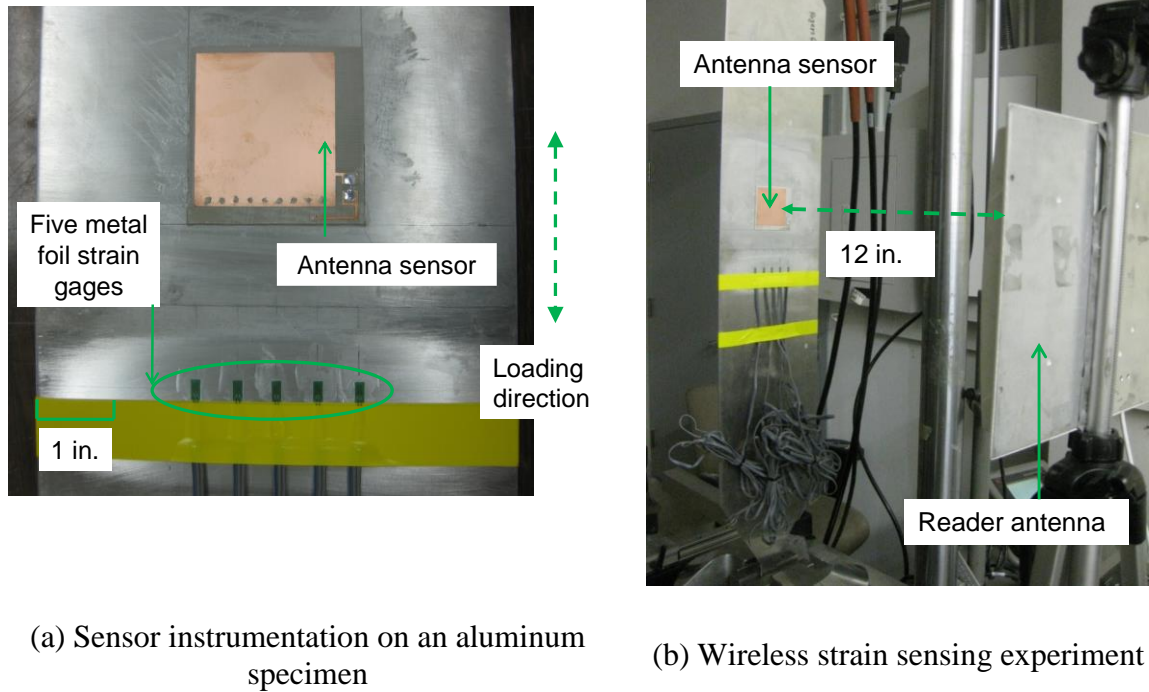 Antenna sensor
Five metal
foil strain
gages
Antenna sensor
Loading
direction
1 in.
(a) Sensor instrumentation on an aluminum
specimen
Antenna sensor
12 in.
Reader antenna
(b) Wireless strain sensing experiment